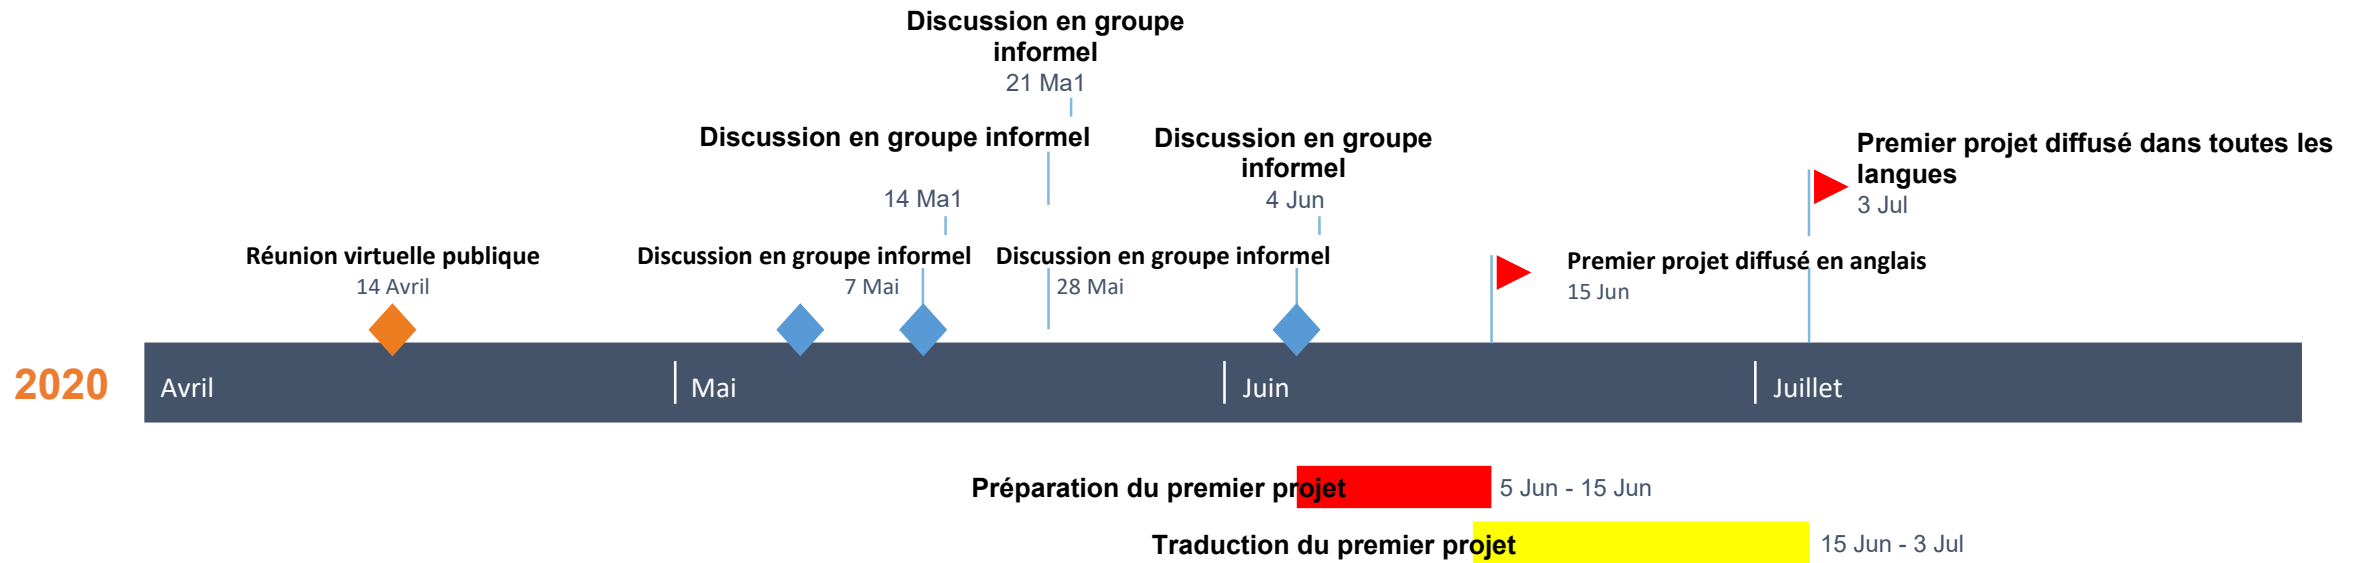 Discussion en groupe
informel
21 Ma1
Discussion en groupe informel
14 Ma1
Discussion en groupe
informel
4 Jun
Premier projet diffusé dans toutes les
langues
3 Jul
Réunion virtuelle publique
14 Avril
Discussion en groupe informel
7 Mai
Discussion en groupe informel
28 Mai
Premier projet diffusé en anglais
15 Jun
2020
Avril
Mai
Juin
Juillet
Préparation du premier projet
5 Jun - 15 Jun
Traduction du premier projet
15 Jun - 3 Jul